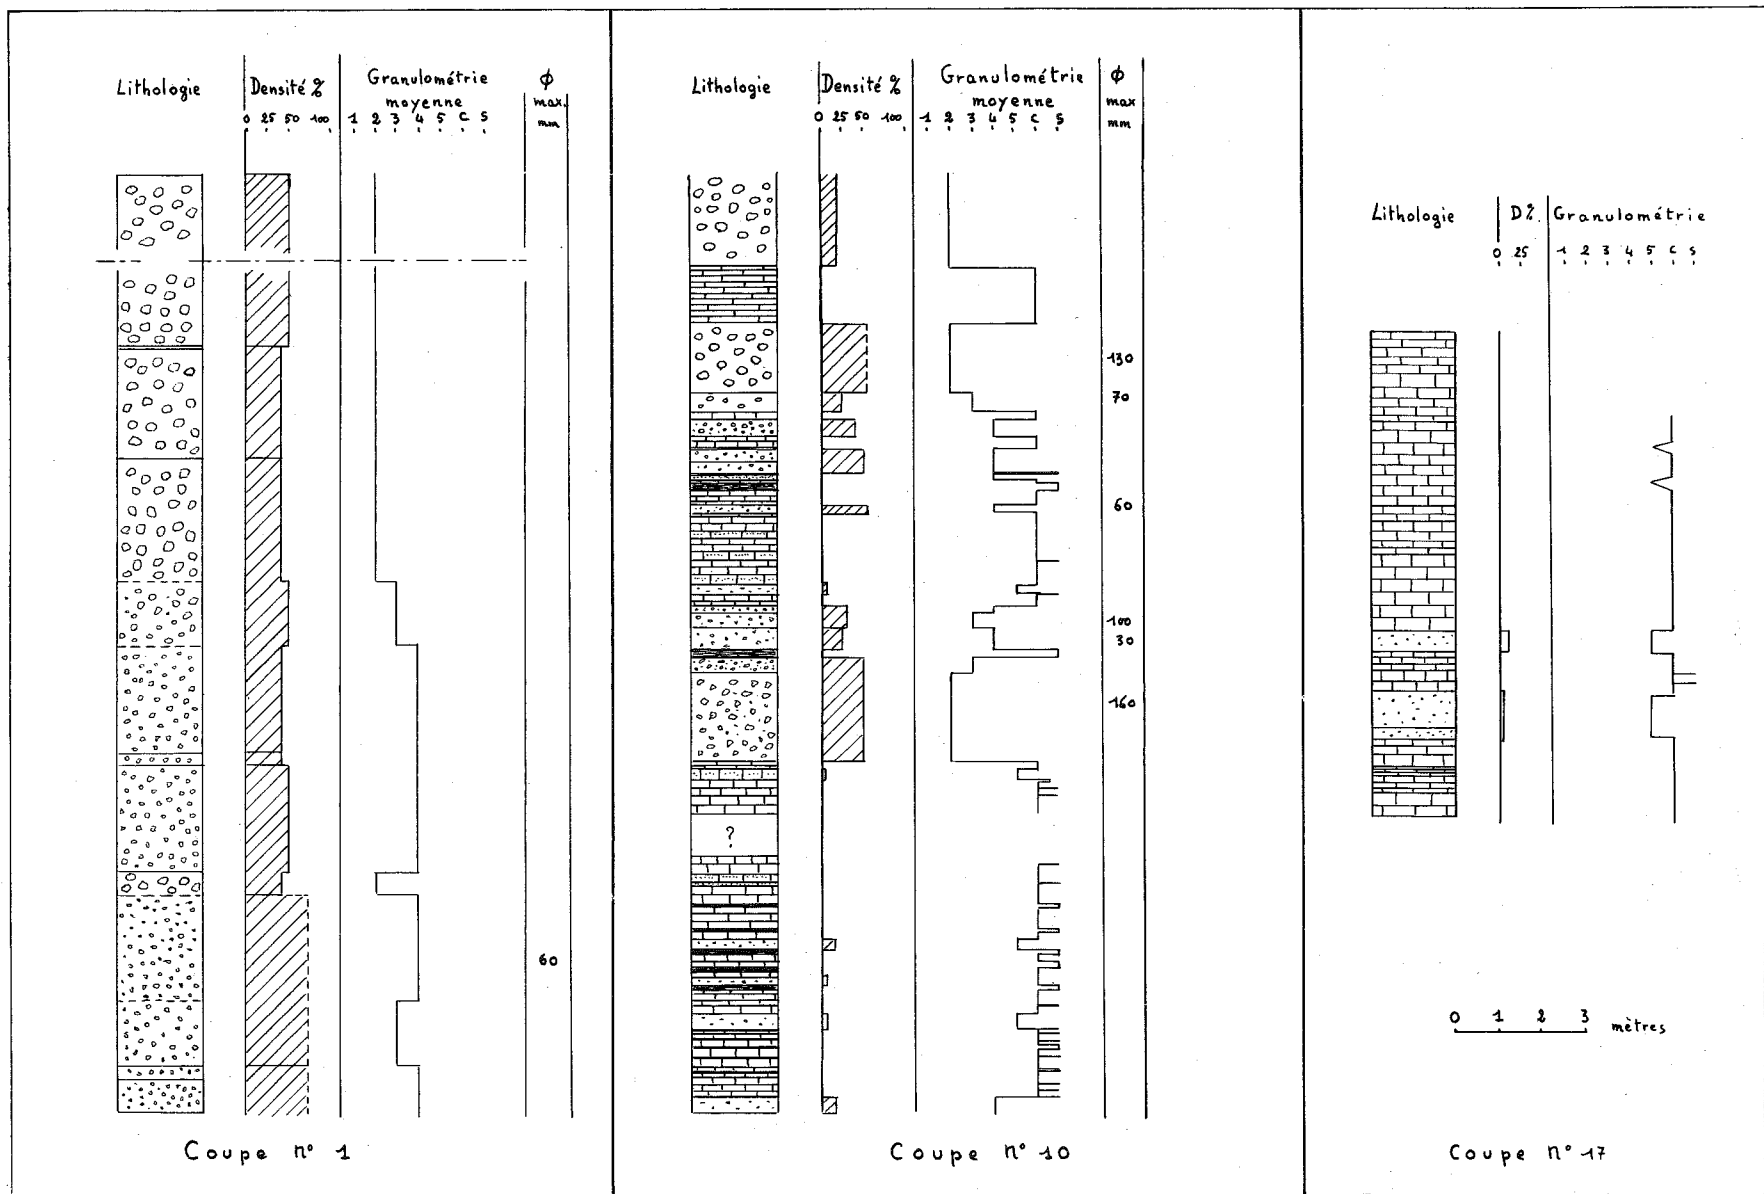 Lithologie Densité % Granulométrie moyenne ϕ max. mm
0 25 50 100 1 2 3 4 5 C S
60
Coupe n° 1
Lithologie Densité % Granulométrie moyenne ϕ max mm
0 25 50 100 1 2 3 4 5 C S
130
70
60
100
30
160
?
Coupe n° 10
Lithologie D%. Granulométrie
0 25 1 2 3 4 5 C S
0 1 2 3 mètres
Coupe n° 17